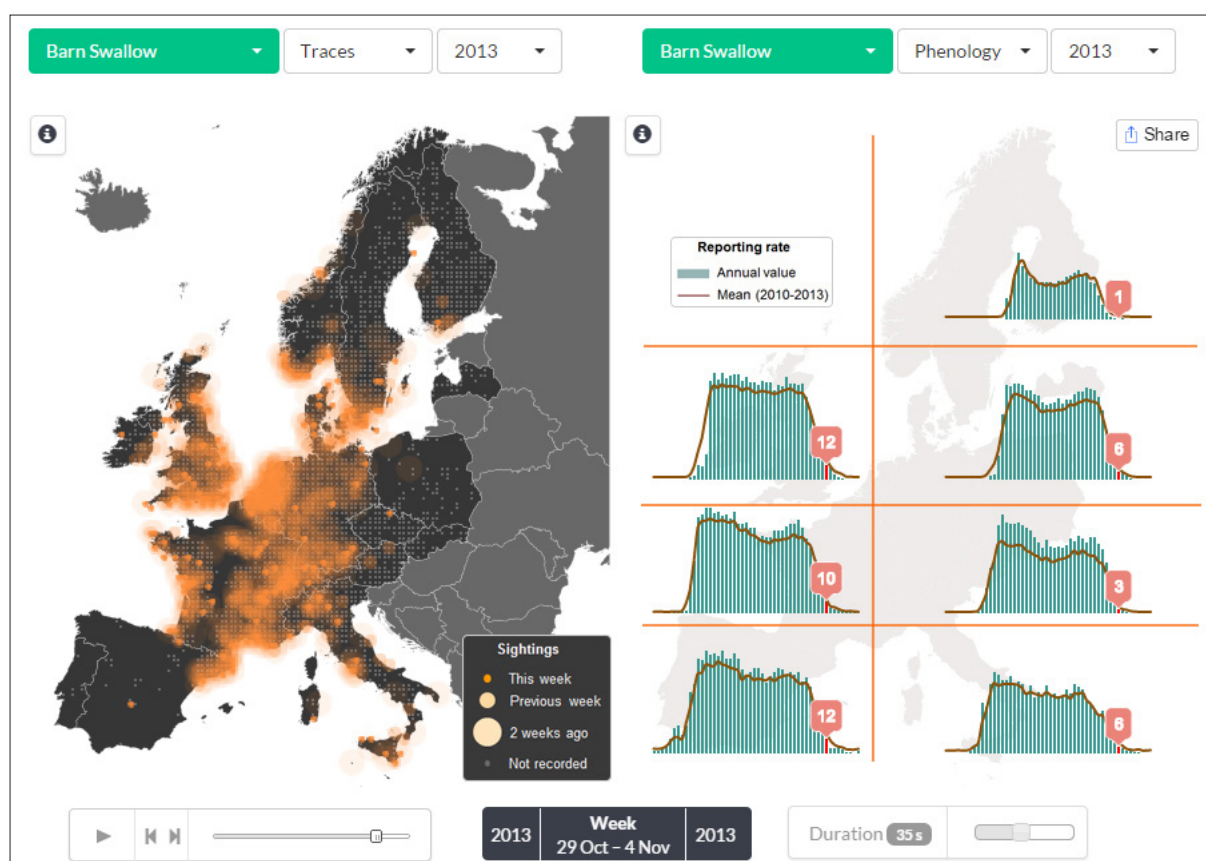 Barn Swallow
Traces
2013
Barn Swallow
Phenology
2013
Share
Reporting rate
Annual value
Mean (2010-2013)
1
12
6
10
3
12
6
Sightings
This week
Previous week
2 weeks ago
Not recorded
2013
Week
29 Oct – 4 Nov
2013
Duration 35 s